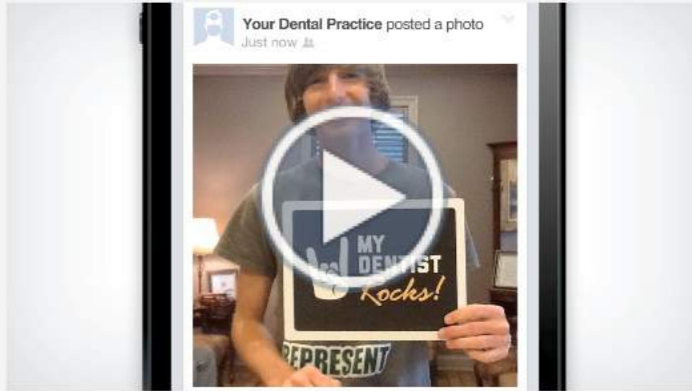 Your Dental Practice posted a photo
Just now
MY
DENTIST
Rocks!
REPRESENT